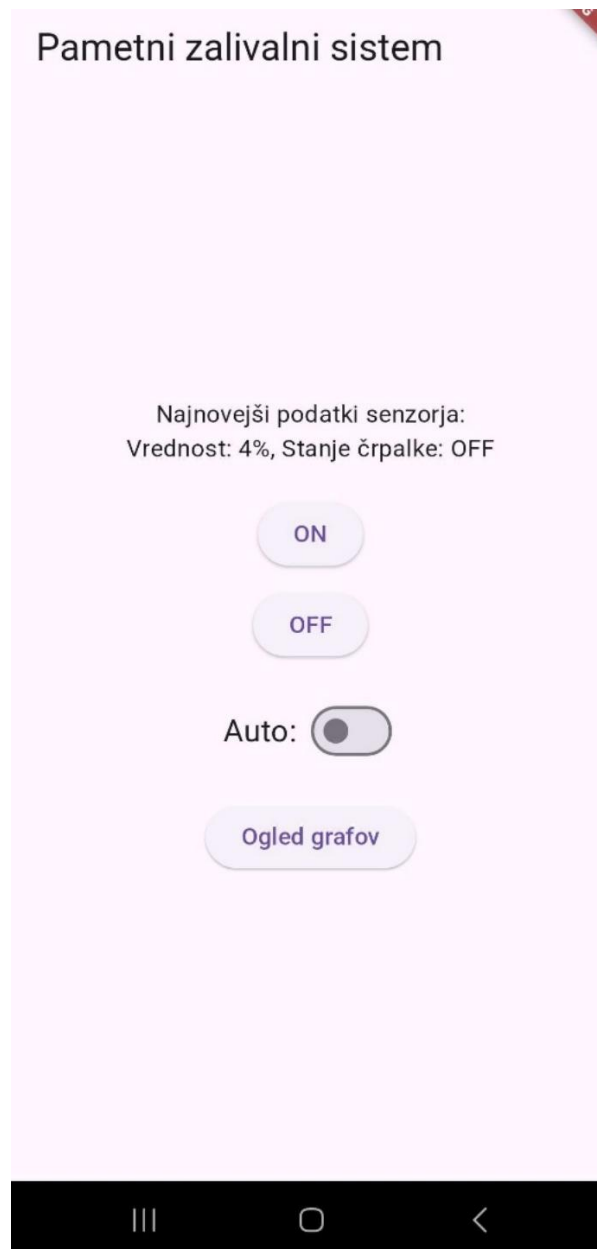 Pametni zalivalni sistem
Najnovejši podatki senzorja:
Vrednost: 4%, Stanje črpalke: OFF
ON
OFF
Auto:
Ogled grafov